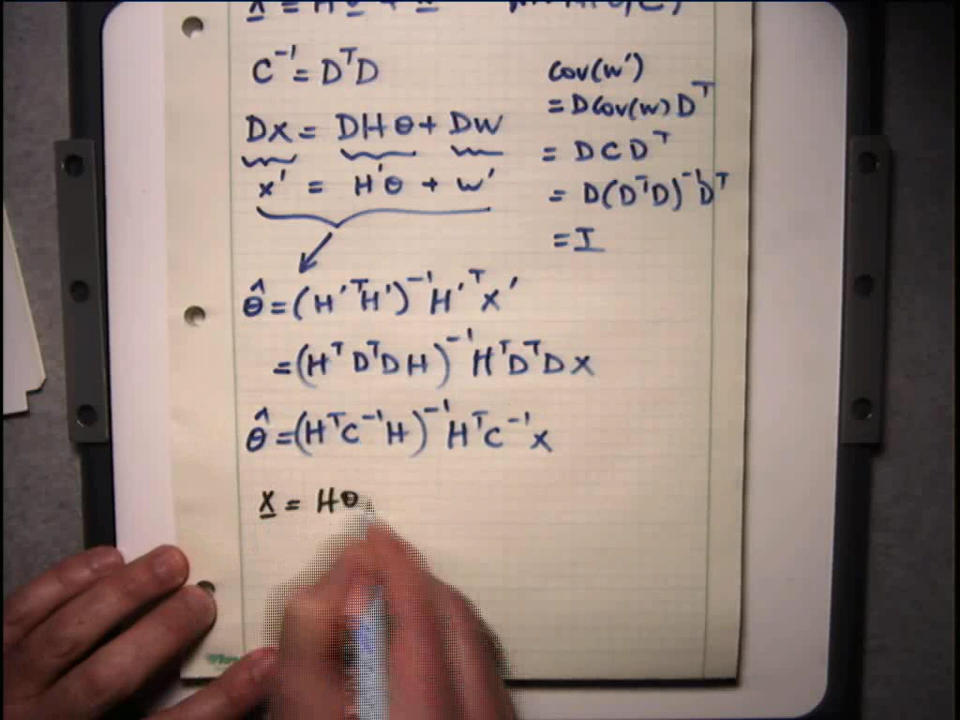 C⁻¹ = DᵀD
Dx = DHθ + Dw
x' = H'θ + w'
θ̂ = (H'ᵀH')⁻¹H'ᵀx'
= (HᵀDᵀDH)⁻¹HᵀDᵀDx
θ̂ = (HᵀC⁻¹H)⁻¹HᵀC⁻¹x
x = Hθ
Cov(w')
= DCov(w)Dᵀ
= DCDᵀ
= D(DᵀD)⁻¹Dᵀ
= I